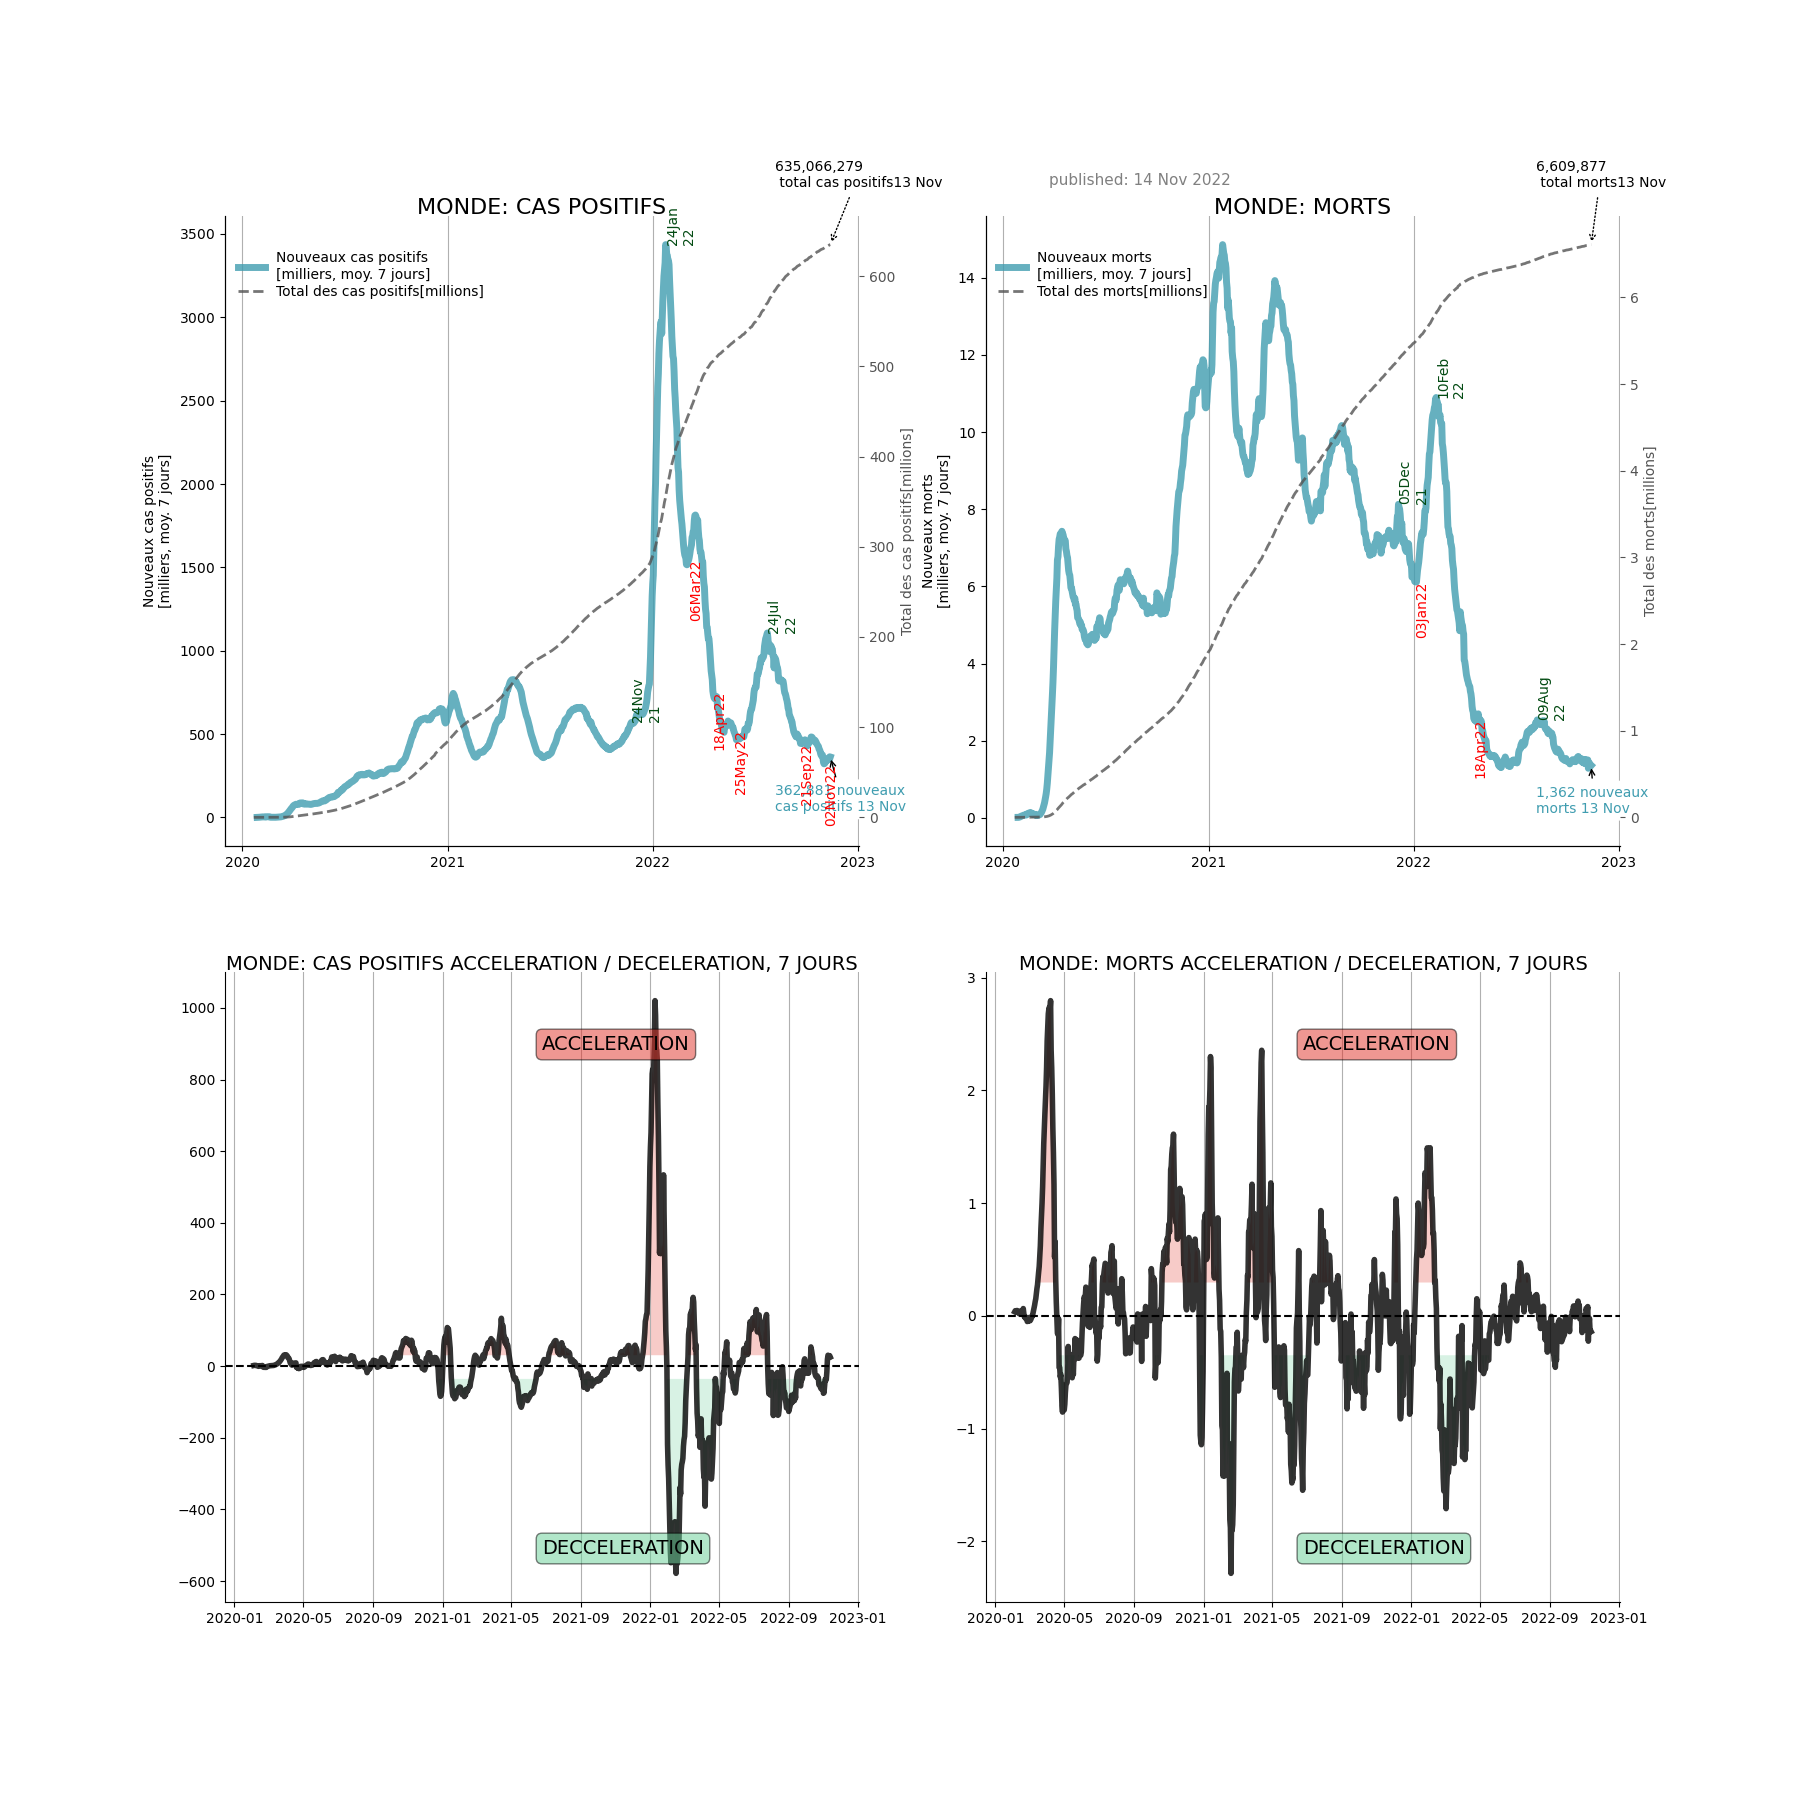 635,066,279
total cas positifs13 Nov
published: 14 Nov 2022
6,609,877
total morts13 Nov
MONDE: CAS POSITIFS
Nouveaux cas positifs
[milliers, moy. 7 jours]
Total des cas positifs[millions]
3500
3000
2500
2000
1500
1000
500
0
Nouveaux cas positifs
[milliers, moy. 7 jours]
24Nov
21
24Jan
22
06Mar22
18Apr22
25May22
24Jul
22
21Sep22
02Nov22
362,881 nouveaux
cas positifs 13 Nov
600
500
400
300
200
100
0
Total des cas positifs[millions]
2020
2021
2022
2023
MONDE: MORTS
Nouveaux morts
[milliers, moy. 7 jours]
Total des morts[millions]
14
12
10
8
6
4
2
0
Nouveaux morts
[milliers, moy. 7 jours]
05Dec
21
03Jan22
10Feb
22
18Apr22
09Aug
22
1,362 nouveaux
morts 13 Nov
6
5
4
3
2
1
0
Total des morts[millions]
2020
2021
2022
2023
MONDE: CAS POSITIFS ACCELERATION / DECELERATION, 7 JOURS
1000
800
600
400
200
0
−200
−400
−600
ACCELERATION
DECCELERATION
2020-01
2020-05
2020-09
2021-01
2021-05
2021-09
2022-01
2022-05
2022-09
2023-01
MONDE: MORTS ACCELERATION / DECELERATION, 7 JOURS
3
2
1
0
−1
−2
ACCELERATION
DECCELERATION
2020-01
2020-05
2020-09
2021-01
2021-05
2021-09
2022-01
2022-05
2022-09
2023-01